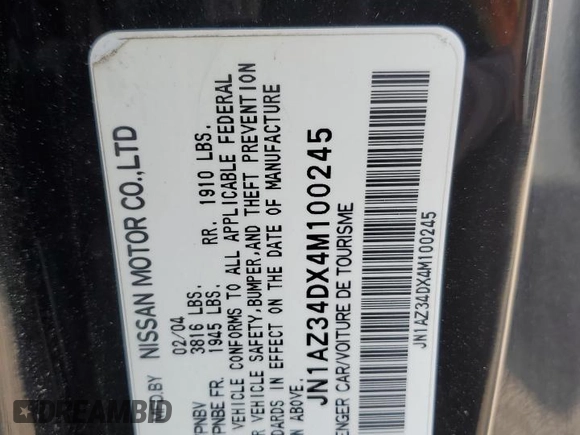 D BY NISSAN MOTOR CO.,LTD
02/04
PNBV 3816 LBS.
PNBE FR. 1945 LBS. RR. 1910 LBS.
VEHICLE CONFORMS TO ALL APPLICABLE FEDERAL
R VEHICLE SAFETY,BUMPER,AND THEFT PREVENTION
DS IN EFFECT ON THE DATE OF MANUFACTURE
N ABOVE.
JN1AZ34DX4M100245
ENGER CAR/VOITURE DE TOURISME
JN1AZ34DX4M100245
DREAMBID